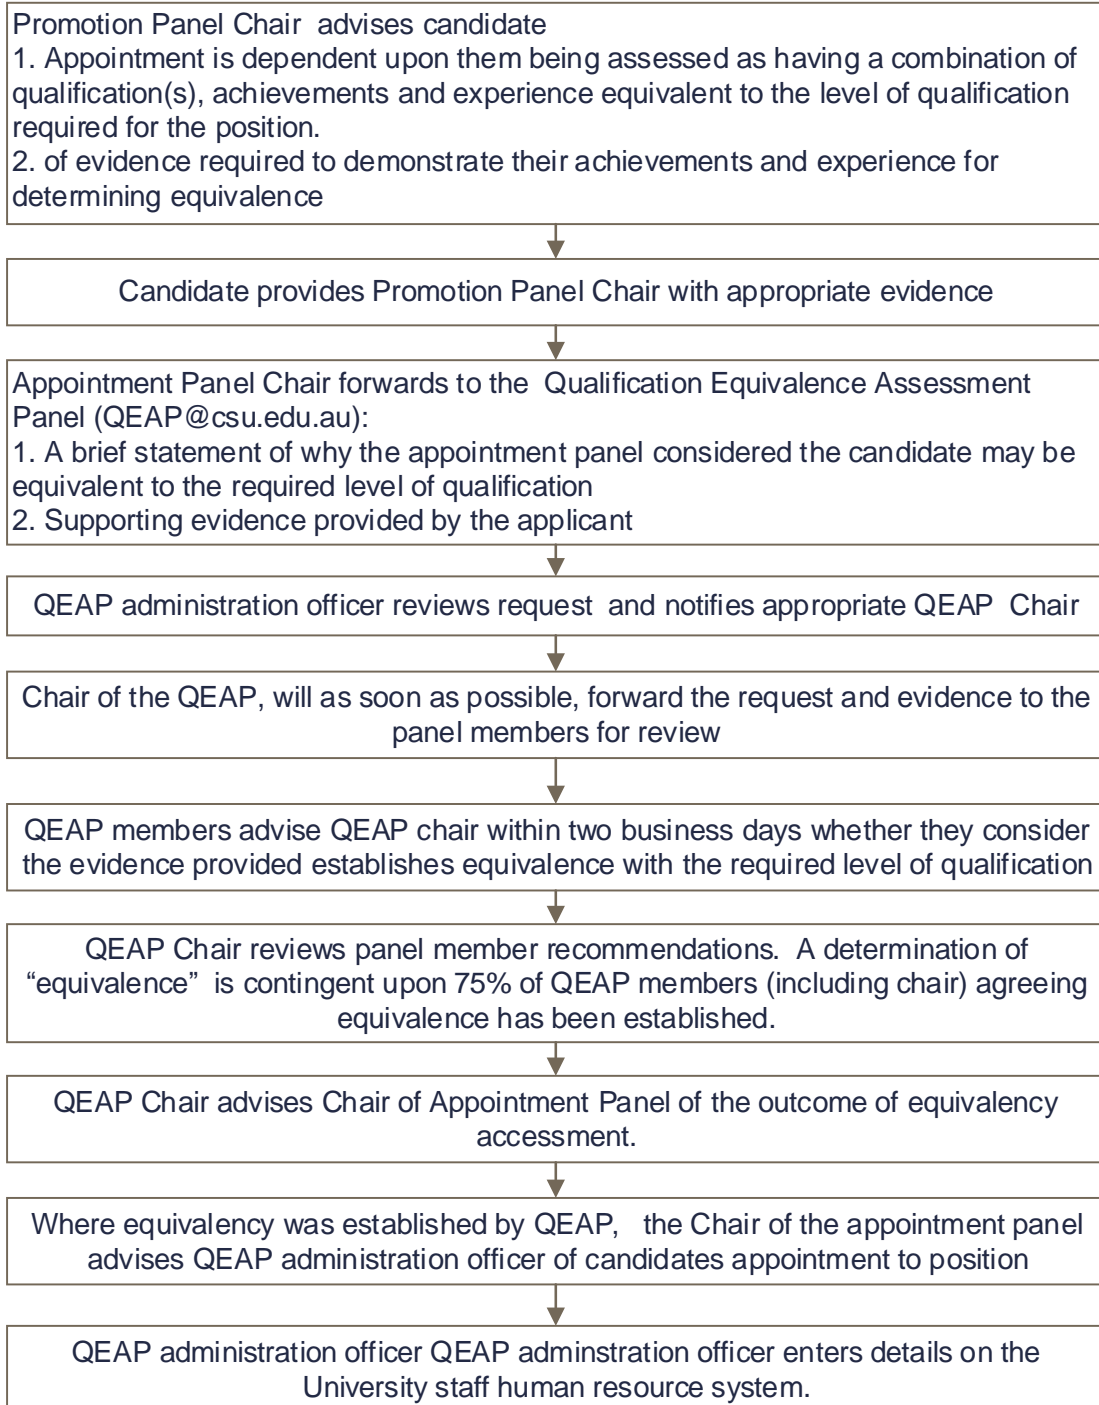 Promotion Panel Chair  advises candidate
1. Appointment is dependent upon them being assessed as having a combination of
qualification(s), achievements and experience equivalent to the level of qualification
required for the position.
2. of evidence required to demonstrate their achievements and experience for
determining equivalence
Candidate provides Promotion Panel Chair with appropriate evidence
Appointment Panel Chair forwards to the  Qualification Equivalence Assessment
Panel (QEAP@csu.edu.au):
1. A brief statement of why the appointment panel considered the candidate may be
equivalent to the required level of qualification
2. Supporting evidence provided by the applicant
QEAP administration officer reviews request  and notifies appropriate QEAP  Chair
Chair of the QEAP, will as soon as possible, forward the request and evidence to the
panel members for review
QEAP members advise QEAP chair within two business days whether they consider
the evidence provided establishes equivalence with the required level of qualification
QEAP Chair reviews panel member recommendations.  A determination of
“equivalence”  is contingent upon 75% of QEAP members (including chair) agreeing
equivalence has been established.
QEAP Chair advises Chair of Appointment Panel of the outcome of equivalency
accessment.
Where equivalency was established by QEAP,   the Chair of the appointment panel
advises QEAP administration officer of candidates appointment to position
QEAP administration officer QEAP adminstration officer enters details on the
University staff human resource system.